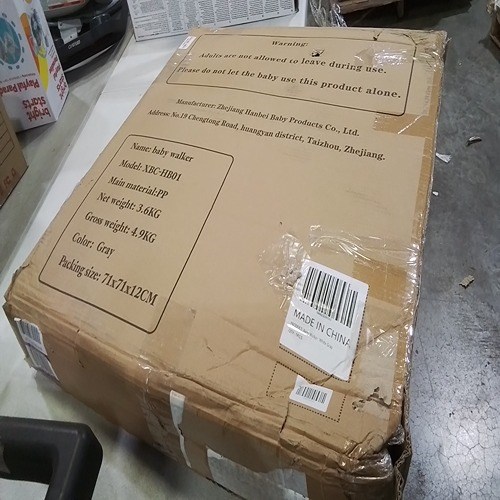 Warning:
Adults are not allowed to leave during use.
Please do not let the baby use this product alone.
Manufacturer: Zhejiang Hanbei Baby Products Co., Ltd.
Address: No.19 Chengtong Road, huangyan district, Taizhou, Zhejiang.
Name: baby walker
Model: XBC-HB01
Main material:PP
Net weight: 3.6KG
Gross weight: 4.9KG
Color: Gray
Packing size: 71x71x12CM
MADE IN CHINA
bright
starts
Playful